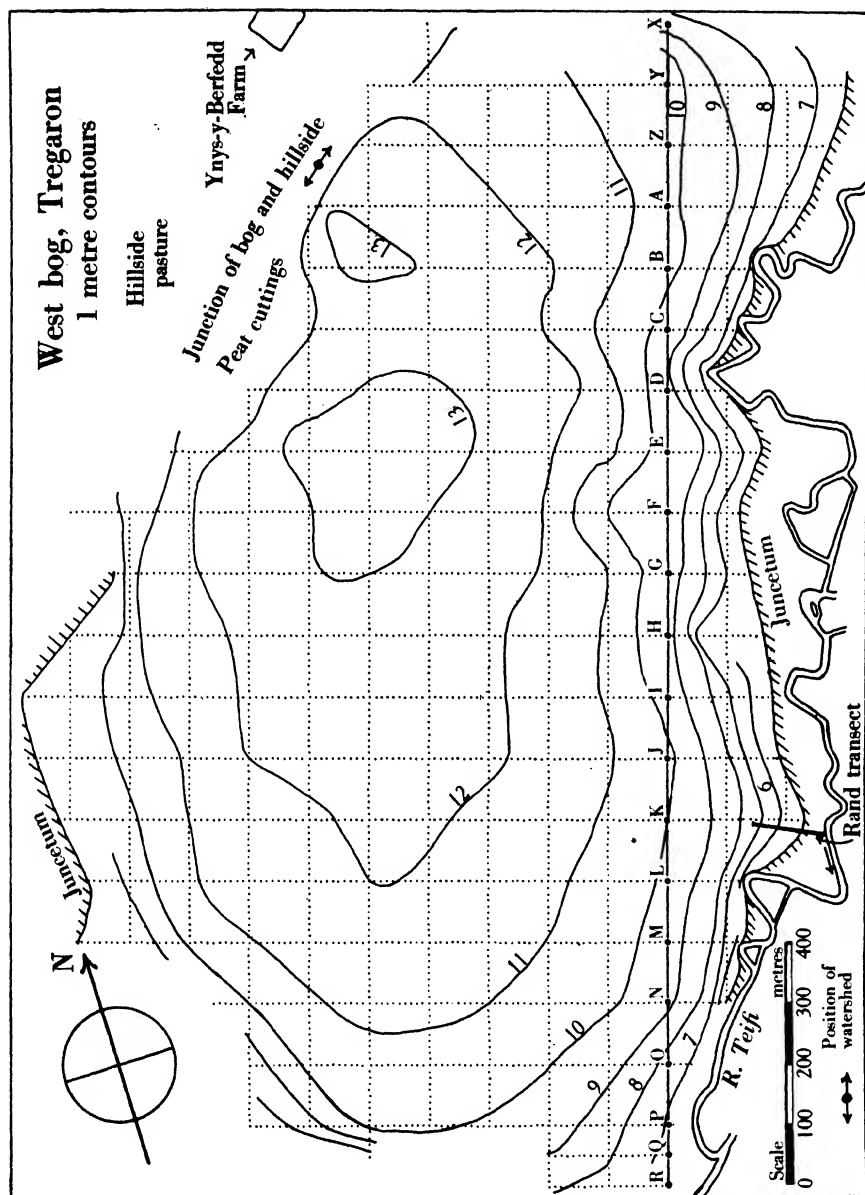 West bog, Tregaron
1 metre contours
Hillside
pasture
Ynys-y-Berfedd
Farm
Junction of bog and hillside
Peat cuttings
Juncetum
N
13
12
13
11
12
11
10
10
9
8
7
R Q P O N M L K J I H G F E D C B A Z Y X
9
8
7
6
Juncetum
Rand transect
R. Teifi
Scale
metres
0 100 200 300 400
Position of
watershed